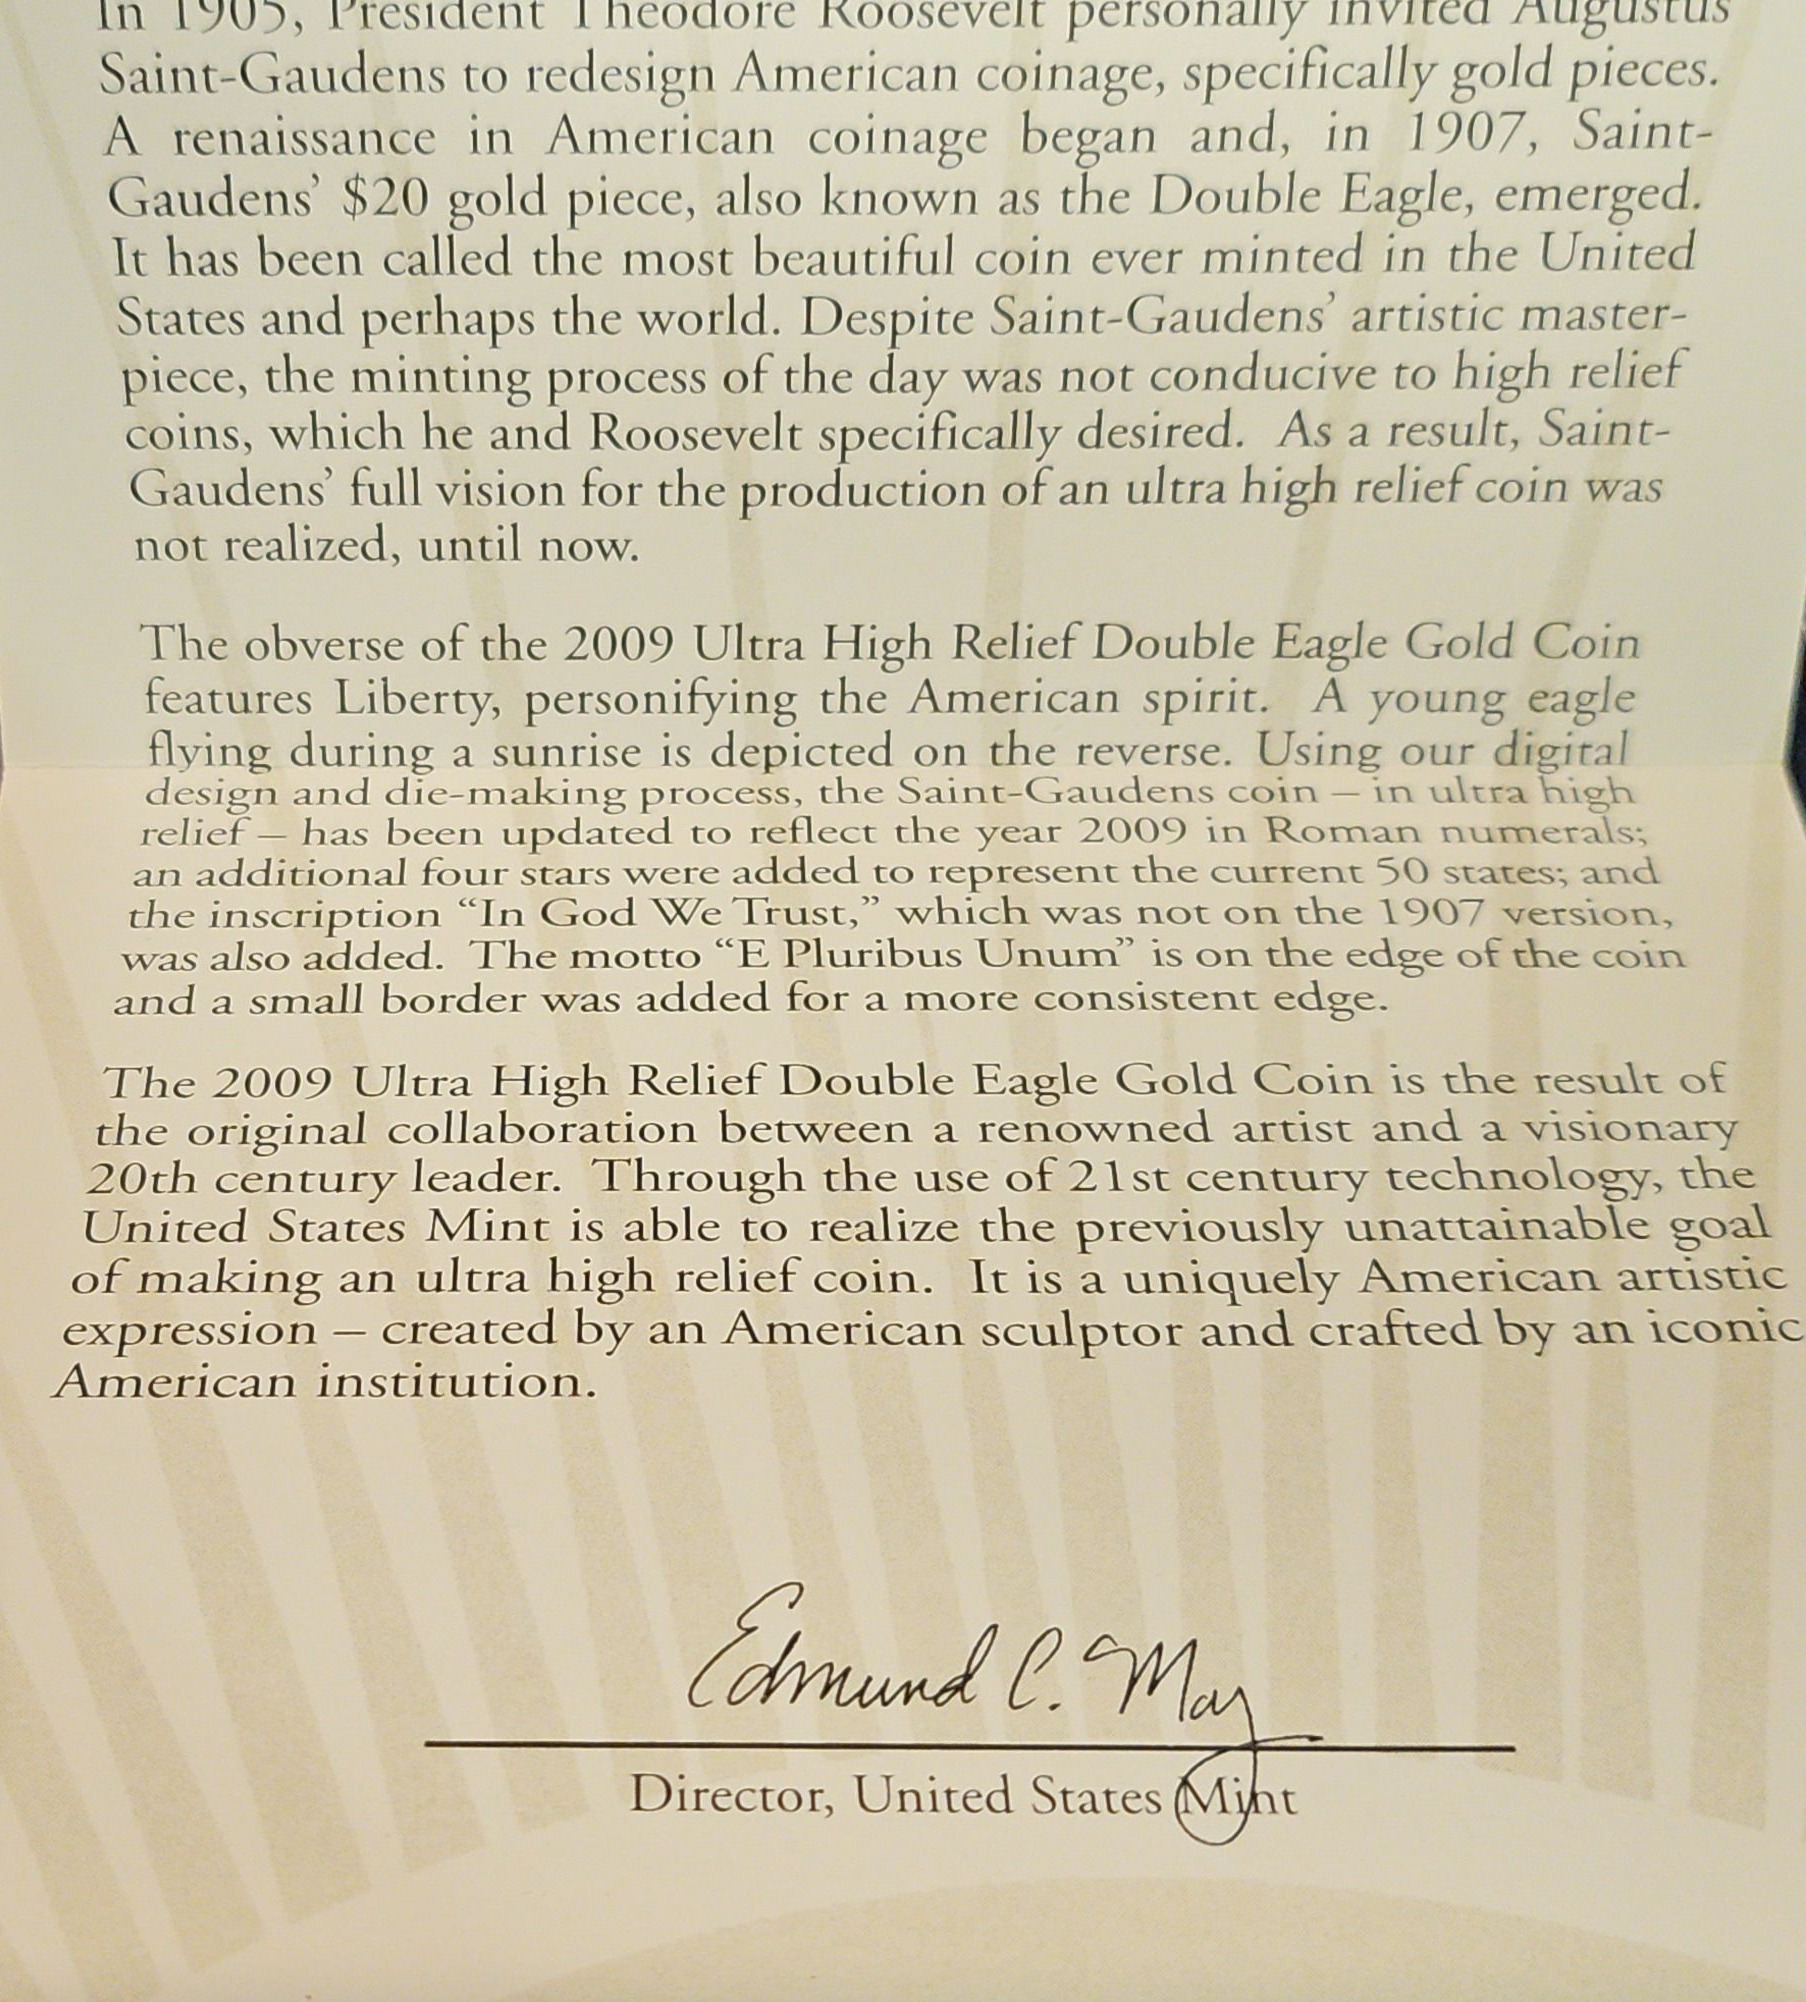 In 1905, President Theodore Roosevelt personally invited Augustus
Saint-Gaudens to redesign American coinage, specifically gold pieces.
A renaissance in American coinage began and, in 1907, Saint-
Gaudens’ $20 gold piece, also known as the Double Eagle, emerged.
It has been called the most beautiful coin ever minted in the United
States and perhaps the world. Despite Saint-Gaudens’ artistic master-
piece, the minting process of the day was not conducive to high relief
coins, which he and Roosevelt specifically desired. As a result, Saint-
Gaudens’ full vision for the production of an ultra high relief coin was
not realized, until now.
The obverse of the 2009 Ultra High Relief Double Eagle Gold Coin
features Liberty, personifying the American spirit. A young eagle
flying during a sunrise is depicted on the reverse. Using our digital
design and die-making process, the Saint-Gaudens coin – in ultra high
relief – has been updated to reflect the year 2009 in Roman numerals;
an additional four stars were added to represent the current 50 states; and
the inscription “In God We Trust,” which was not on the 1907 version,
was also added. The motto “E Pluribus Unum” is on the edge of the coin
and a small border was added for a more consistent edge.
The 2009 Ultra High Relief Double Eagle Gold Coin is the result of
the original collaboration between a renowned artist and a visionary
20th century leader. Through the use of 21st century technology, the
United States Mint is able to realize the previously unattainable goal
of making an ultra high relief coin. It is a uniquely American artistic
expression – created by an American sculptor and crafted by an iconic
American institution.
Edmund C. Moy
Director, United States Mint